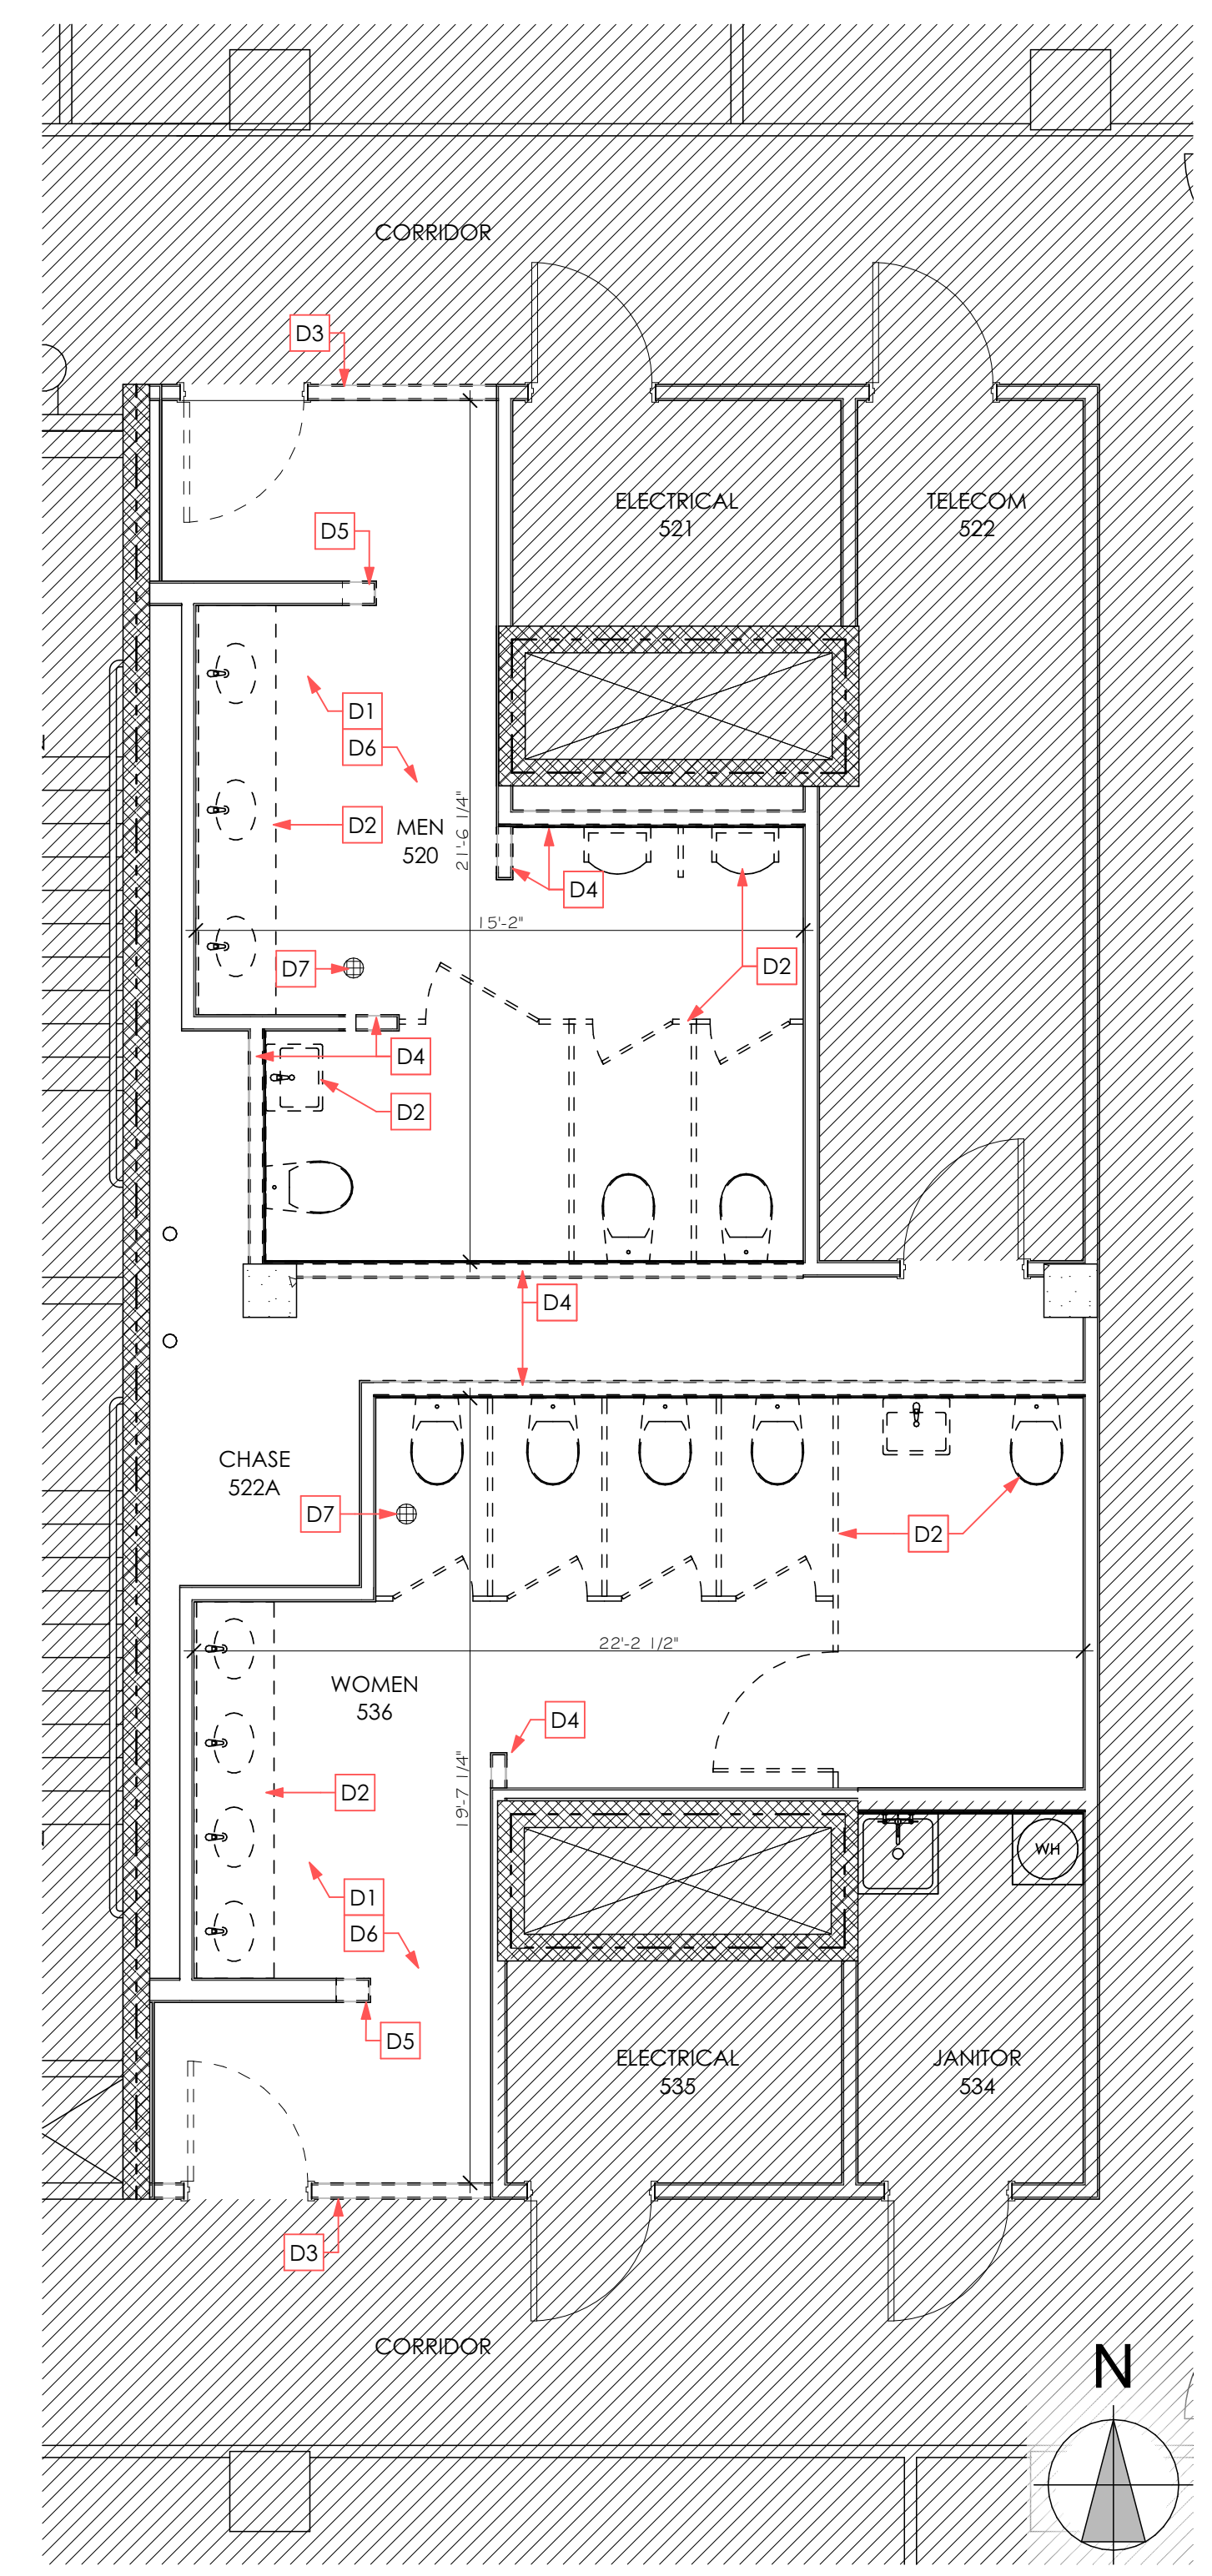 CORRIDOR
D3
ELECTRICAL
521
TELECOM
522
D5
D1
D6
D2
MEN
520
21'-6 1/4"
D4
15'-2"
D7
D2
D4
D2
D4
CHASE
522A
D7
D2
22'-2 1/2"
WOMEN
536
D4
19'-7 1/4"
D2
WH
D1
D6
D5
ELECTRICAL
535
JANITOR
534
D3
CORRIDOR
N